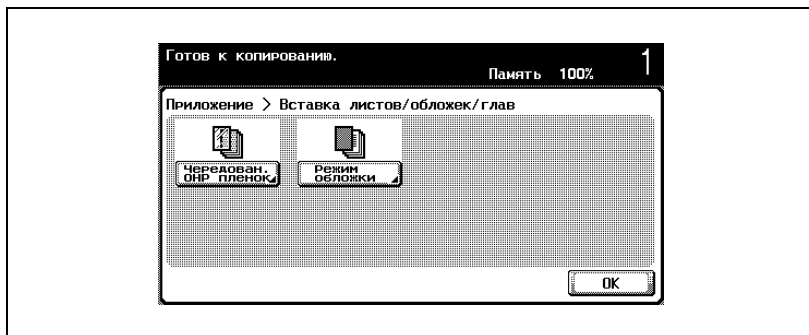 Готов к копированию.
Память 100% 1
Приложение > Вставка листов/обложек/глав
Чередован. Режим
OHP пленок обложки
OK